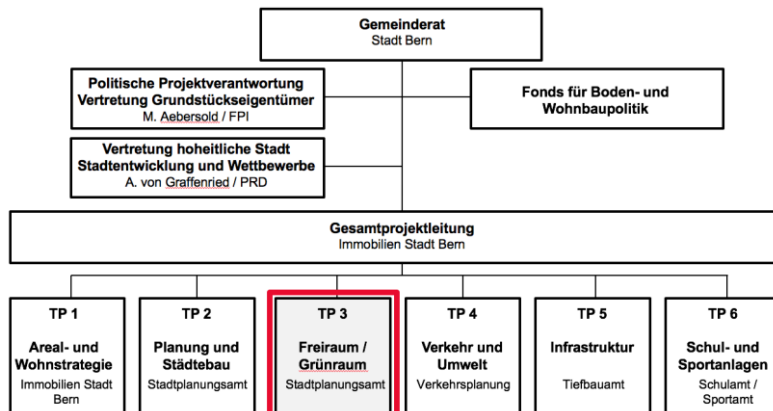 Gemeinderat
Stadt Bern
Politische Projektverantwortung
Vertretung Grundstückseigentümer
M. Aebersold / FPI
Fonds für Boden- und
Wohnbaupolitik
Vertretung hoheitliche Stadt
Stadtentwicklung und Wettbewerbe
A. von Graffenried / PRD
Gesamtprojektleitung
Immobilien Stadt Bern
TP 1
Areal- und
Wohnstrategie
Immobilien Stadt
Bern
TP 2
Planung und
Städtebau
Stadtplanungsamt
TP 3
Freiraum /
Grünraum
Stadtplanungsamt
TP 4
Verkehr und
Umwelt
Verkehrsplanung
TP 5
Infrastruktur
Tiefbauamt
TP 6
Schul- und
Sportanlagen
Schulamt /
Sportamt